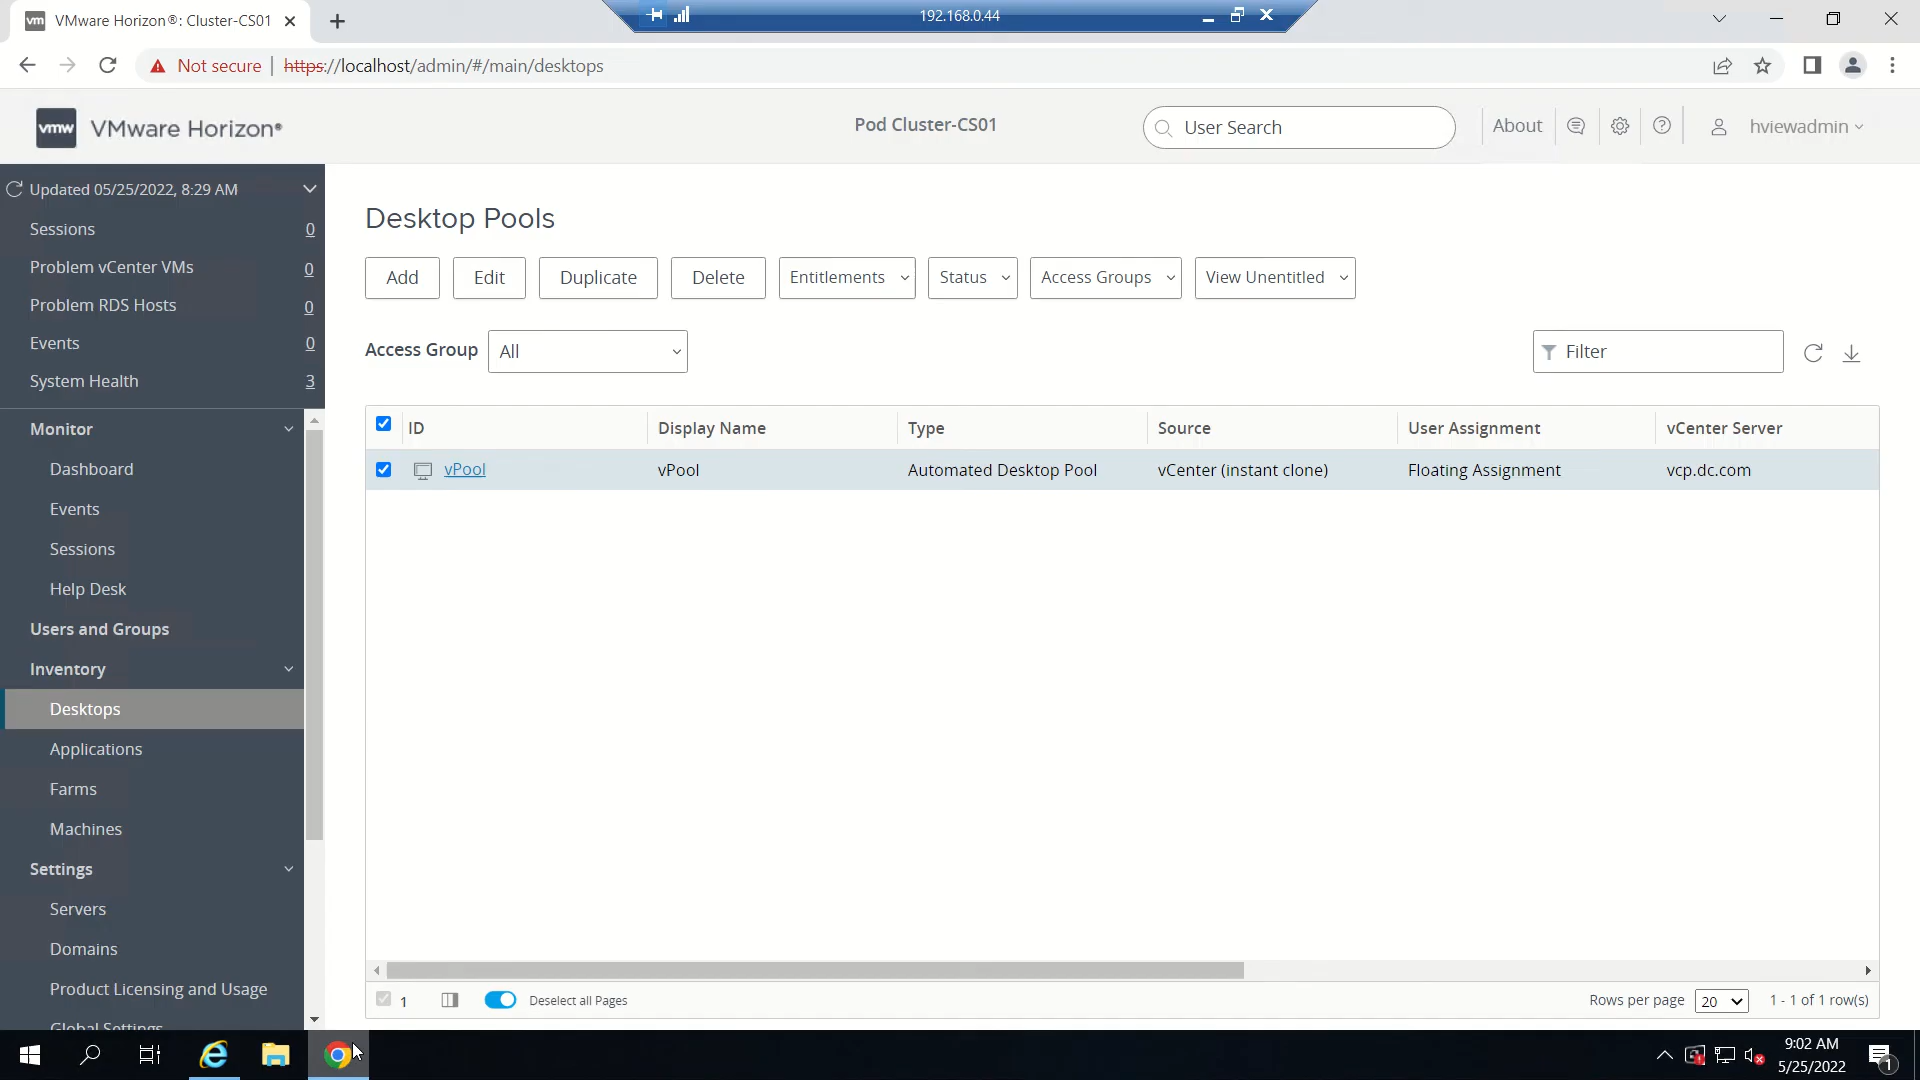 VMware Horizon®: Cluster-CS01
192.168.0.44
Not secure
https://localhost/admin/#/main/desktops
vmw
VMware Horizon®
Pod Cluster-CS01
User Search
About
hviewadmin
Updated 05/25/2022, 8:29 AM
Sessions 0
Problem vCenter VMs 0
Problem RDS Hosts 0
Events 0
System Health 3
Monitor
Dashboard
Events
Sessions
Help Desk
Users and Groups
Inventory
Desktops
Applications
Farms
Machines
Settings
Servers
Domains
Product Licensing and Usage
Global Settings
Desktop Pools
Add
Edit
Duplicate
Delete
Entitlements
Status
Access Groups
View Unentitled
Access Group
All
Filter
ID Display Name Type Source User Assignment vCenter Server
vPool vPool Automated Desktop Pool vCenter (instant clone) Floating Assignment vcp.dc.com
1
Deselect all Pages
Rows per page 20 1 - 1 of 1 row(s)
9:02 AM
5/25/2022
1